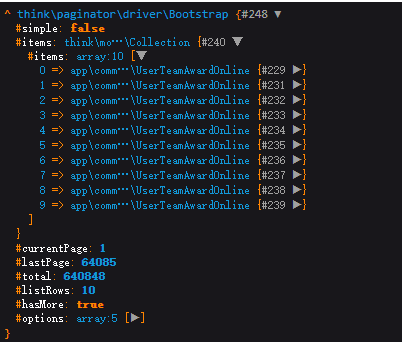 ^ think\paginator\driver\Bootstrap {#248 ▼
#simple: false
#items: think\mo…\Collection {#240 ▼
#items: array:10 [▼
0 => app\comm…\UserTeamAwardOnline {#229 ▶}
1 => app\comm…\UserTeamAwardOnline {#231 ▶}
2 => app\comm…\UserTeamAwardOnline {#232 ▶}
3 => app\comm…\UserTeamAwardOnline {#233 ▶}
4 => app\comm…\UserTeamAwardOnline {#234 ▶}
5 => app\comm…\UserTeamAwardOnline {#235 ▶}
6 => app\comm…\UserTeamAwardOnline {#236 ▶}
7 => app\comm…\UserTeamAwardOnline {#237 ▶}
8 => app\comm…\UserTeamAwardOnline {#238 ▶}
9 => app\comm…\UserTeamAwardOnline {#239 ▶}
]
}
#currentPage: 1
#lastPage: 64085
#total: 640848
#listRows: 10
#hasMore: true
#options: array:5 [▶]
}